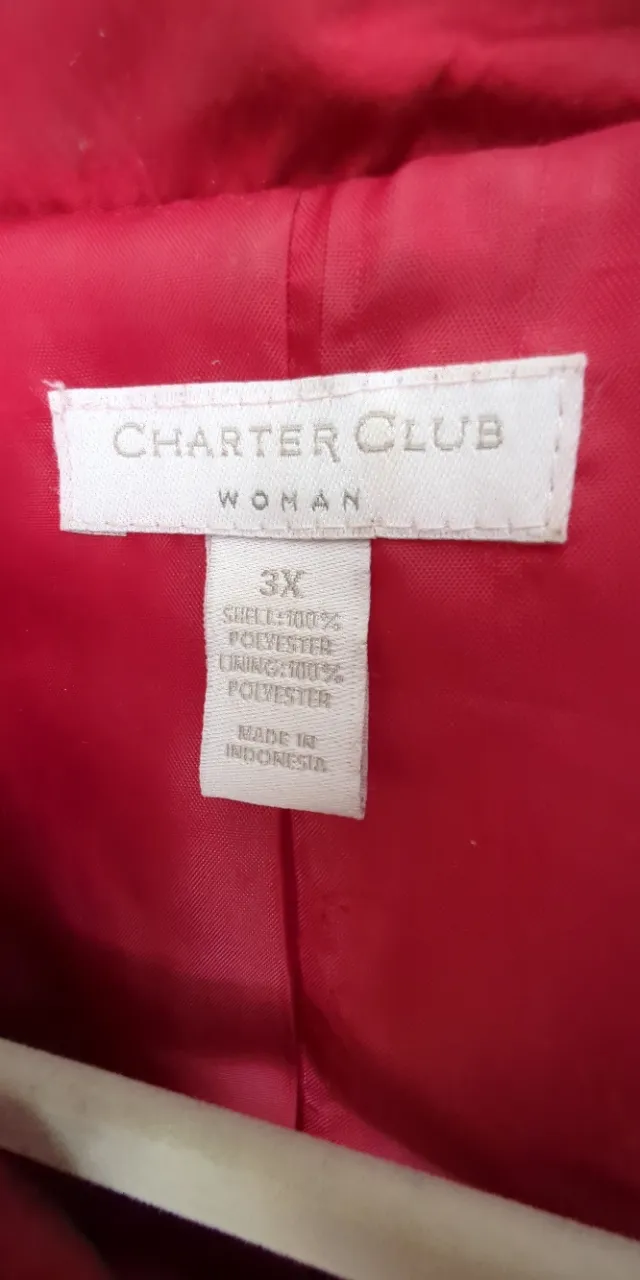 CHARTER CLUB
WOMAN
3X
SHELL:100%
POLYESTER
LINING:100%
POLYESTER
MADE IN
INDONESIA